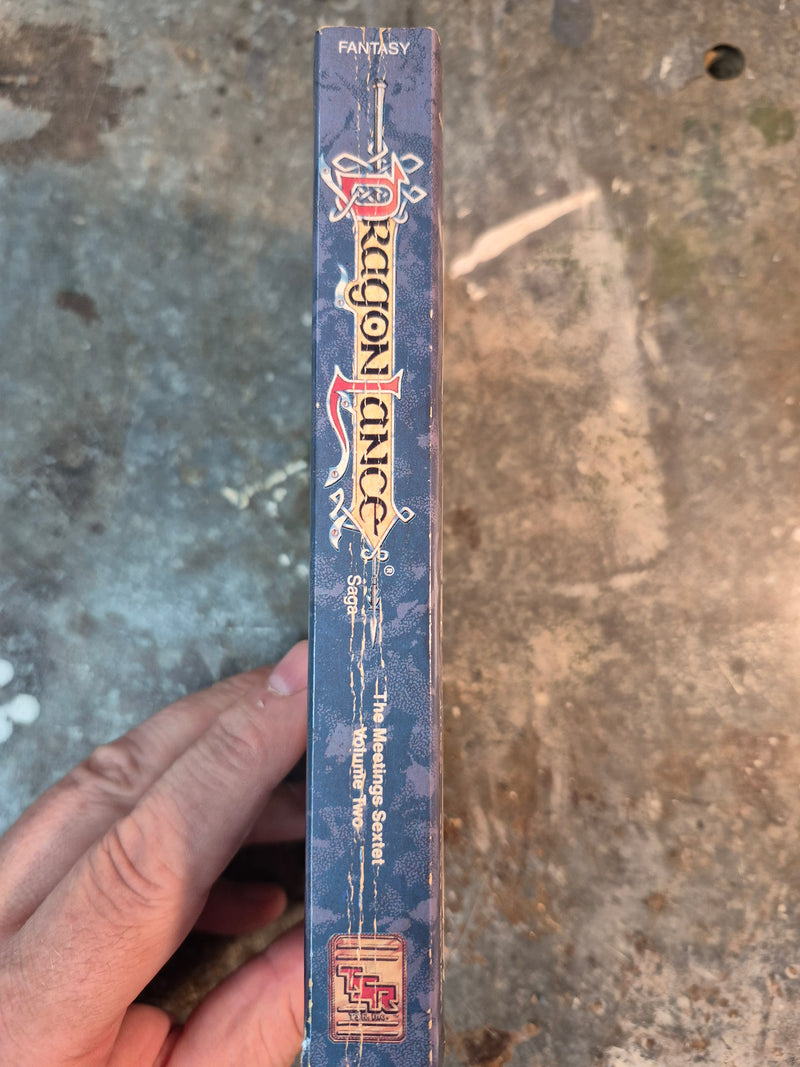 FANTASY
DRAGONLANCE®
Saga
The Meetings Sextet
Volume Two
TSR